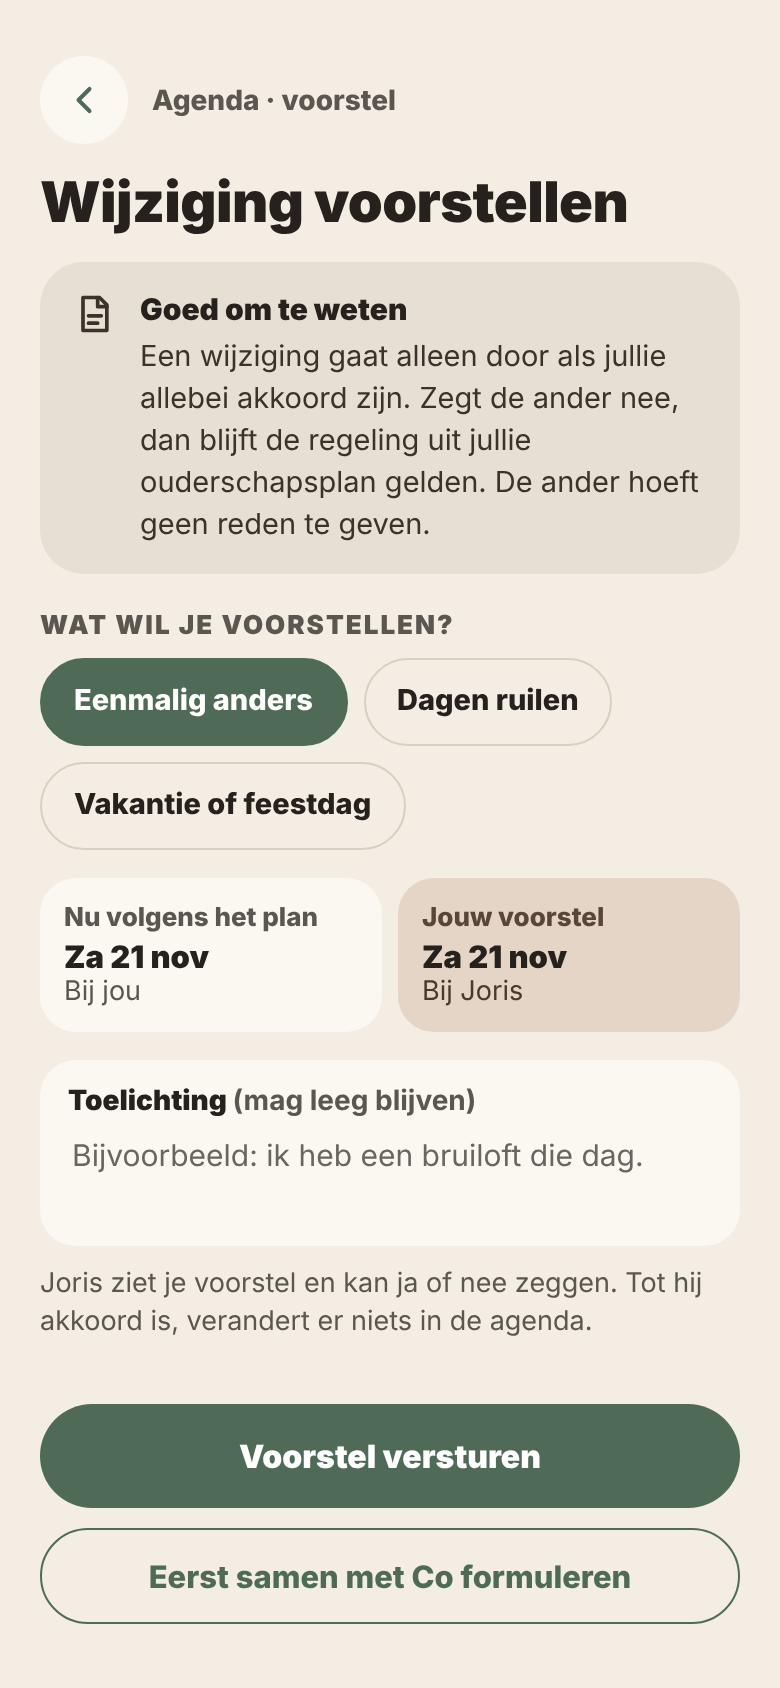 Agenda · voorstel
Wijziging voorstellen
Goed om te weten
Een wijziging gaat alleen door als jullie
allebei akkoord zijn. Zegt de ander nee,
dan blijft de regeling uit jullie
ouderschapsplan gelden. De ander hoeft
geen reden te geven.
WAT WIL JE VOORSTELLEN?
Eenmalig anders
Dagen ruilen
Vakantie of feestdag
Nu volgens het plan
Za 21 nov
Bij jou
Jouw voorstel
Za 21 nov
Bij Joris
Toelichting (mag leeg blijven)
Bijvoorbeeld: ik heb een bruiloft die dag.
Joris ziet je voorstel en kan ja of nee zeggen. Tot hij
akkoord is, verandert er niets in de agenda.
Voorstel versturen
Eerst samen met Co formuleren